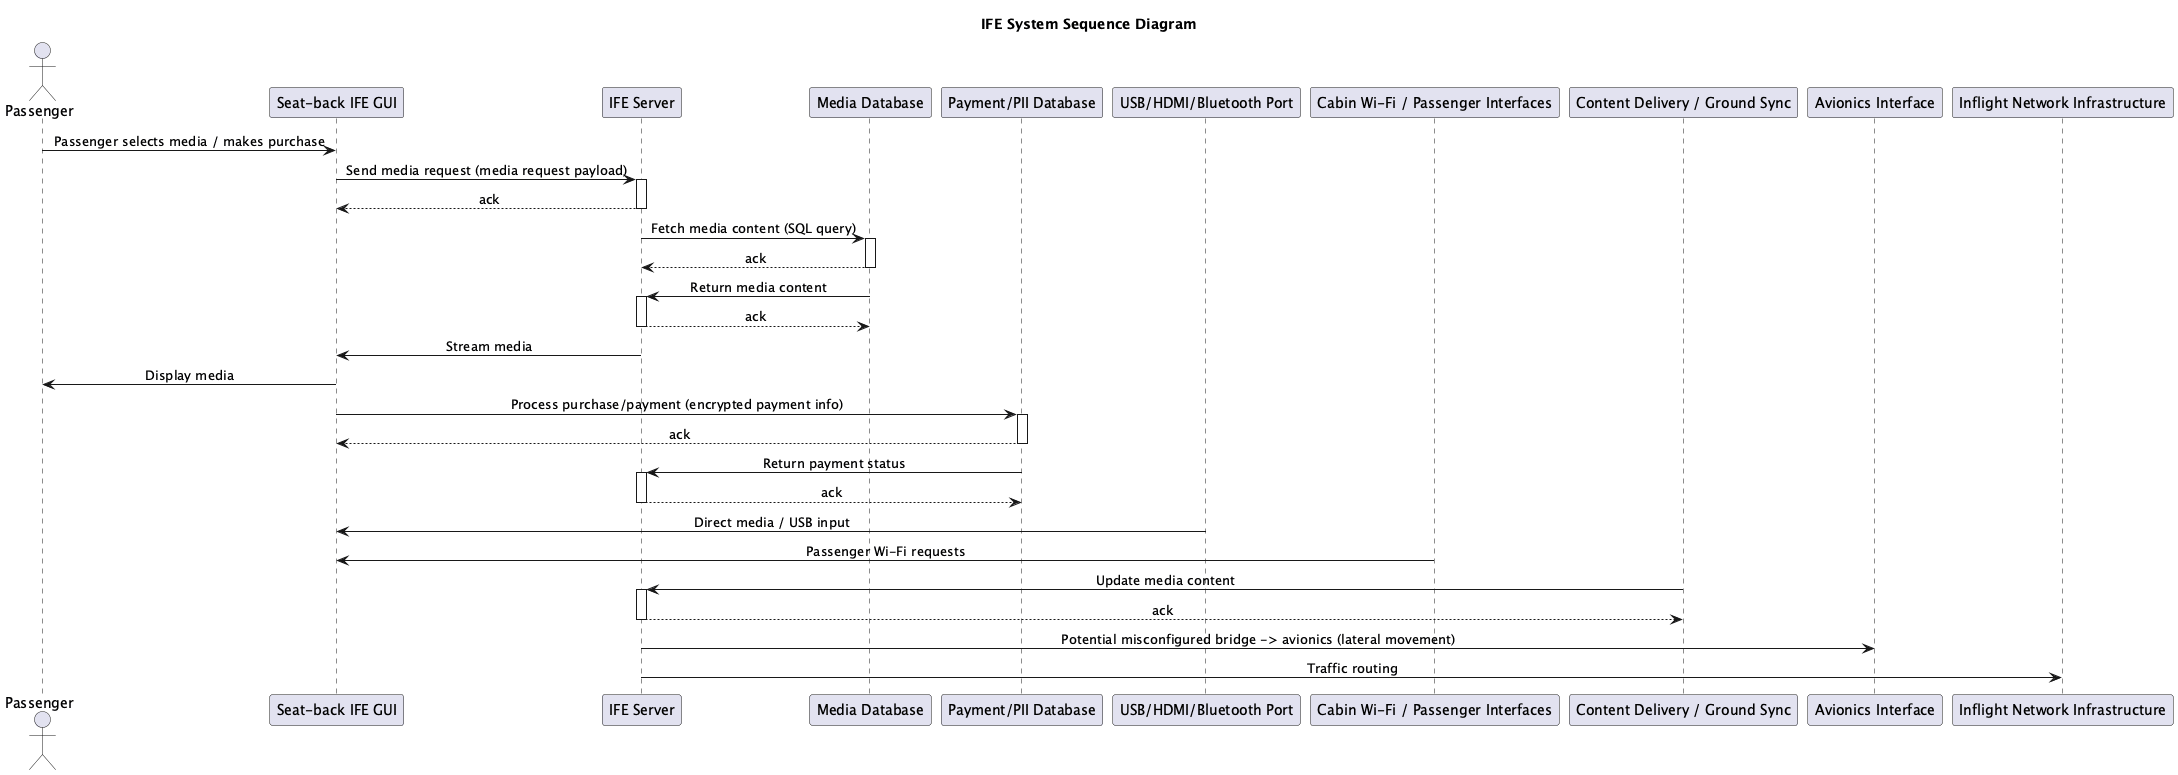 IFE System Sequence Diagram
Passenger
Seat-back IFE GUI
IFE Server
Media Database
Payment/PII Database
USB/HDMI/Bluetooth Port
Cabin Wi-Fi / Passenger Interfaces
Content Delivery / Ground Sync
Avionics Interface
Inflight Network Infrastructure
Passenger selects media / makes purchase
Send media request (media request payload)
ack
Fetch media content (SQL query)
ack
Return media content
ack
Stream media
Display media
Process purchase/payment (encrypted payment info)
ack
Return payment status
ack
Direct media / USB input
Passenger Wi-Fi requests
Update media content
ack
Potential misconfigured bridge -> avionics (lateral movement)
Traffic routing
Passenger
Seat-back IFE GUI
IFE Server
Media Database
Payment/PII Database
USB/HDMI/Bluetooth Port
Cabin Wi-Fi / Passenger Interfaces
Content Delivery / Ground Sync
Avionics Interface
Inflight Network Infrastructure